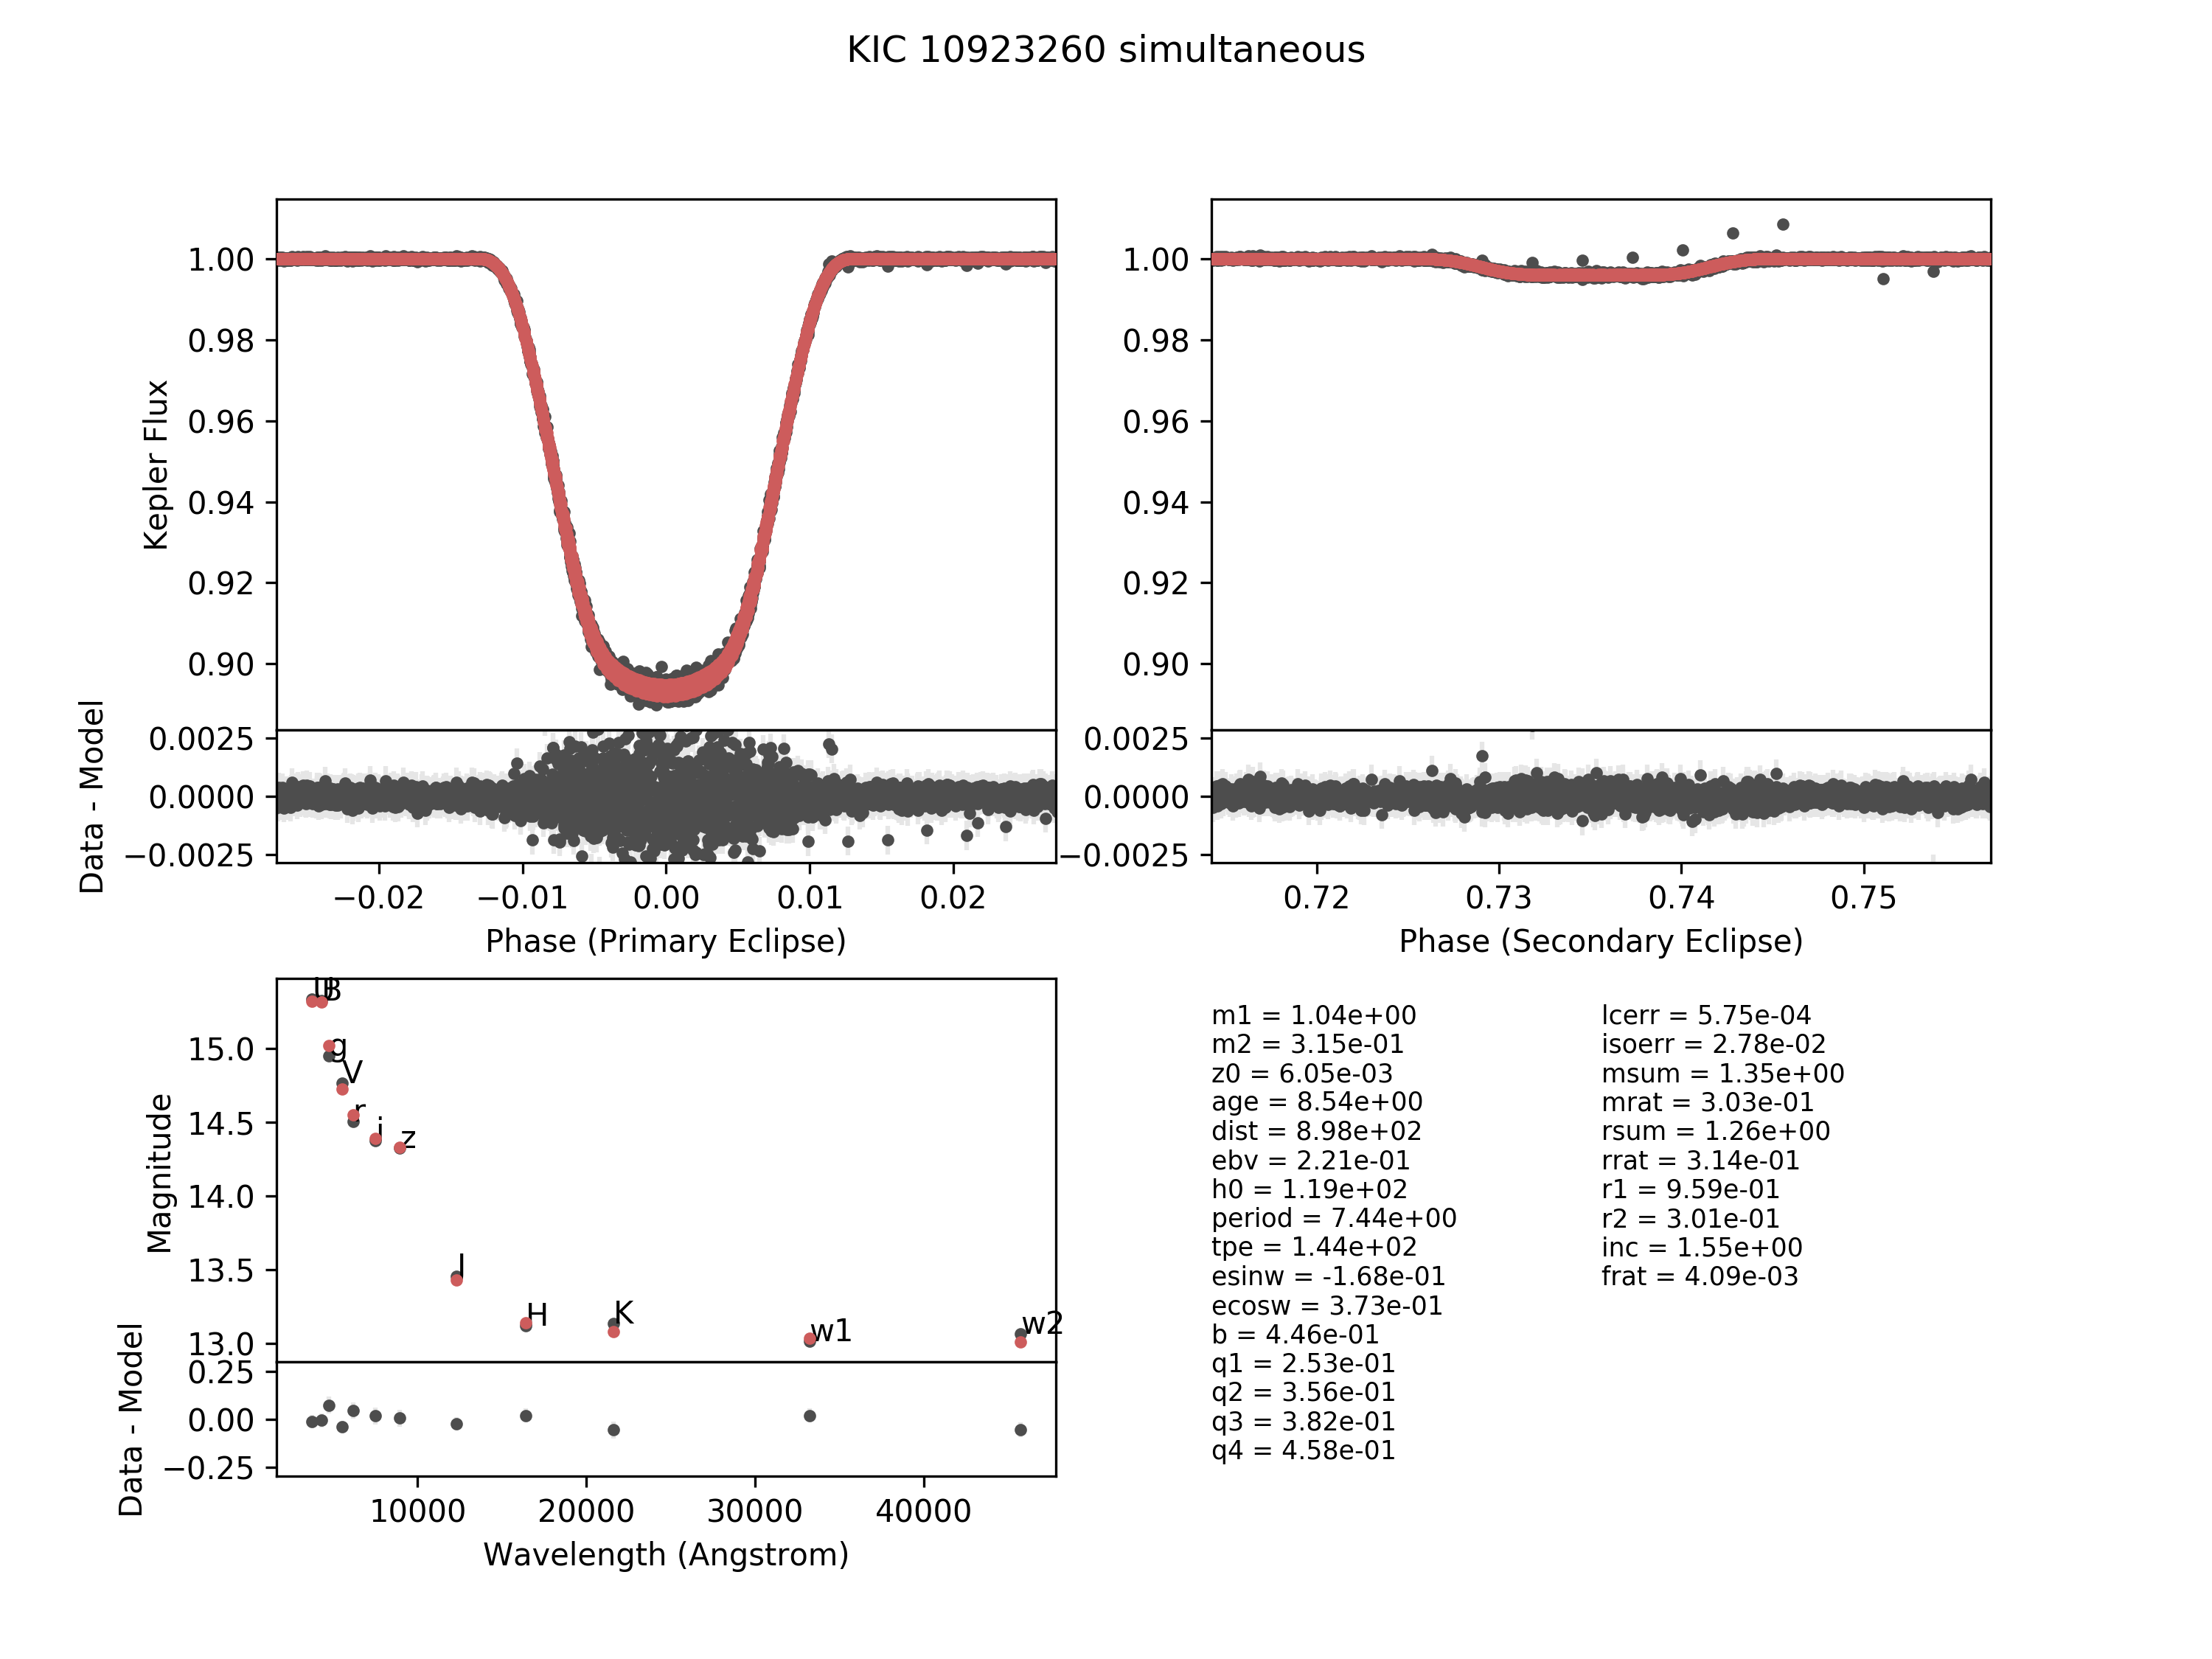 KIC 10923260 simultaneous
1.00
0.98
0.96
0.94
0.92
0.90
Kepler Flux
0.0025
0.0000
−0.0025
Data - Model
−0.02
−0.01
0.00
0.01
0.02
Phase (Primary Eclipse)
1.00
0.98
0.96
0.94
0.92
0.90
0.0025
0.0000
−0.0025
0.72
0.73
0.74
0.75
Phase (Secondary Eclipse)
U
B
g
V
r
i
z
J
H
K
w1
w2
15.0
14.5
14.0
13.5
13.0
Magnitude
0.25
0.00
−0.25
Data - Model
10000
20000
30000
40000
Wavelength (Angstrom)
m1 = 1.04e+00
m2 = 3.15e-01
z0 = 6.05e-03
age = 8.54e+00
dist = 8.98e+02
ebv = 2.21e-01
h0 = 1.19e+02
period = 7.44e+00
tpe = 1.44e+02
esinw = -1.68e-01
ecosw = 3.73e-01
b = 4.46e-01
q1 = 2.53e-01
q2 = 3.56e-01
q3 = 3.82e-01
q4 = 4.58e-01
lcerr = 5.75e-04
isoerr = 2.78e-02
msum = 1.35e+00
mrat = 3.03e-01
rsum = 1.26e+00
rrat = 3.14e-01
r1 = 9.59e-01
r2 = 3.01e-01
inc = 1.55e+00
frat = 4.09e-03